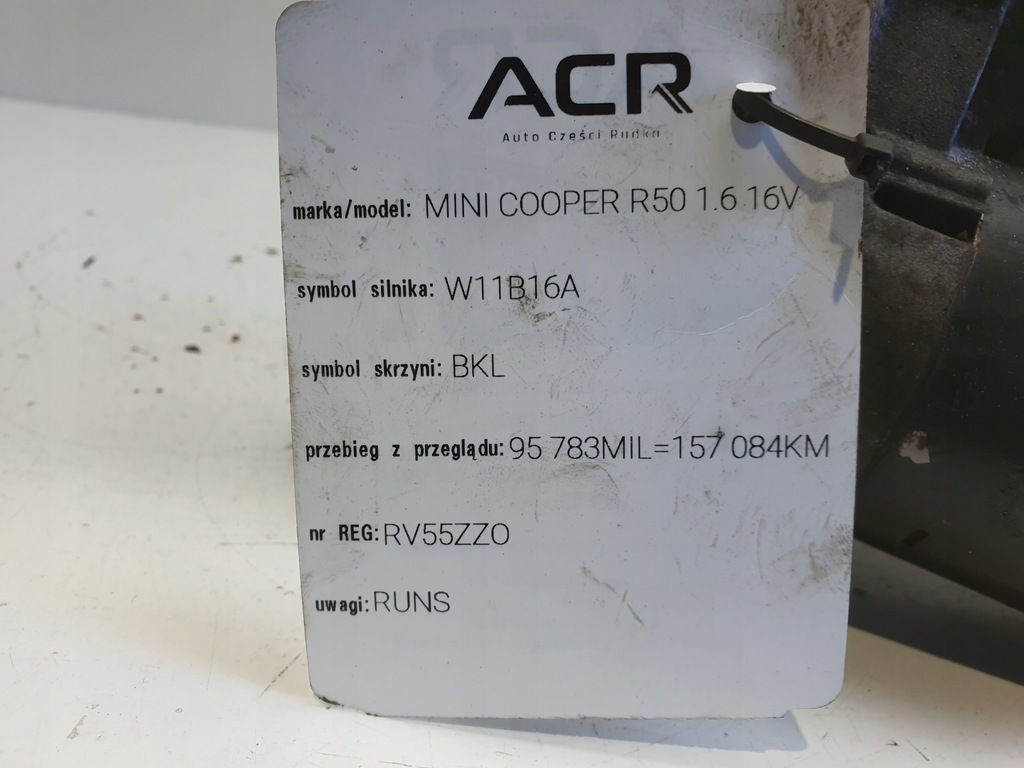 ACR
Auto Części Rudka
marka/model: MINI COOPER R50 1.6 16V
symbol silnika: W11B16A
symbol skrzyni: BKL
przebieg z przeglądu: 95 783MIL=157 084KM
nr REG: RV55ZZO
uwagi: RUNS